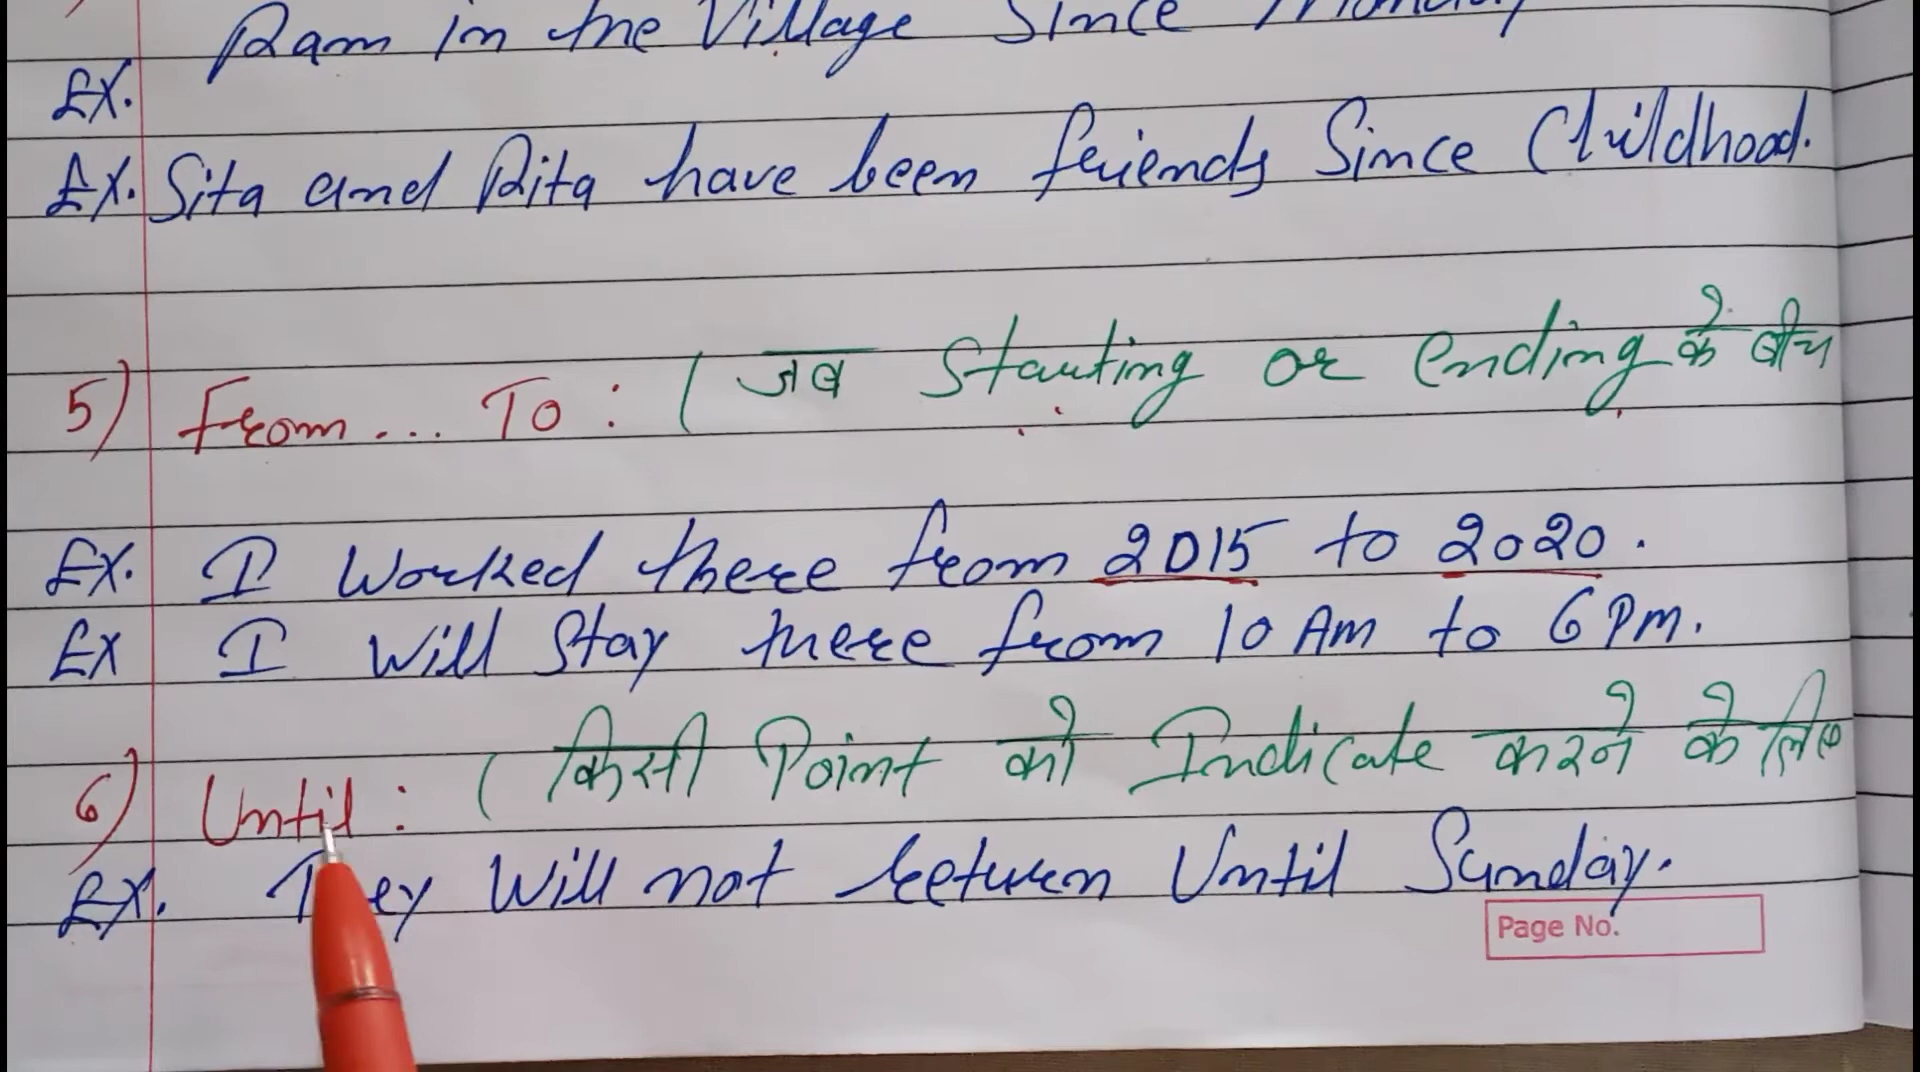 Ram in the Village Since Monday
Ex.
Ex. Sita and Rita have been friends Since Childhood.
5) From... To : ( जब Starting or ending के बीच
Ex. I Worked there from 2015 to 2020.
Ex I Will Stay there from 10 Am to 6 Pm.
6) Until : ( किसी Point को Indicate करने के लिए
Ex. They Will not return Until Sunday.
Page No.